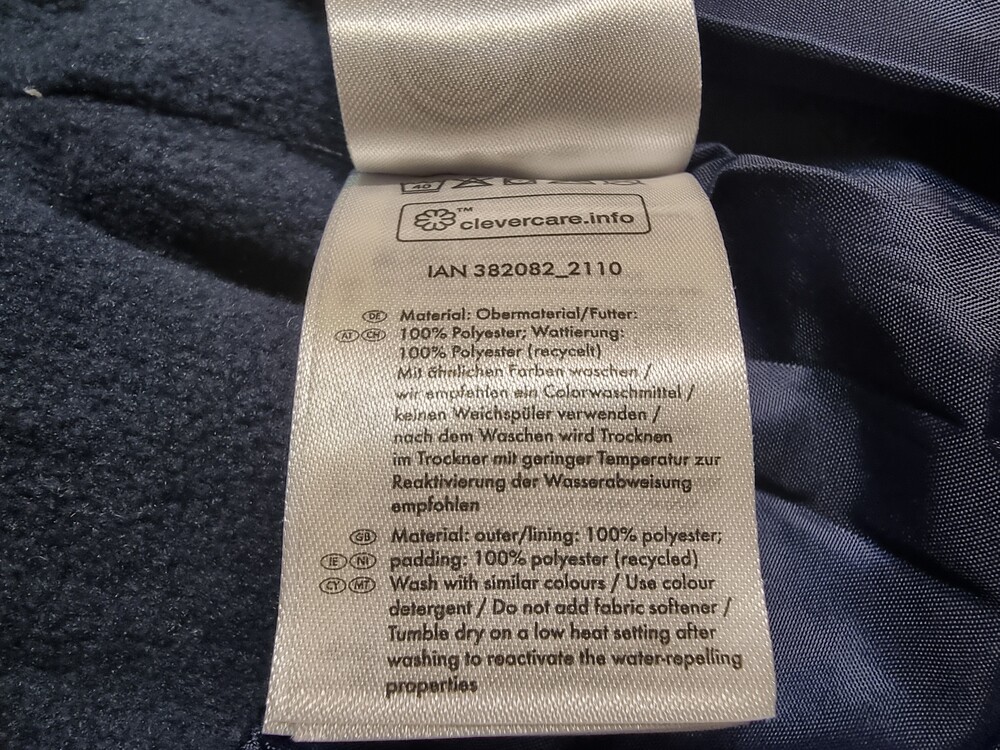 40
clevercare.info™
IAN 382082_2110
DE Material: Obermaterial/Futter:
AT CH 100% Polyester; Wattierung:
100% Polyester (recycelt)
Mit ähnlichen Farben waschen /
wir empfehlen ein Colorwaschmittel /
keinen Weichspüler verwenden /
nach dem Waschen wird Trocknen
im Trockner mit geringer Temperatur zur
Reaktivierung der Wasserabweisung
empfohlen
GB Material: outer/lining: 100% polyester;
IE NI padding: 100% polyester (recycled)
CY MT Wash with similar colours / Use colour
detergent / Do not add fabric softener /
Tumble dry on a low heat setting after
washing to reactivate the water-repelling
properties